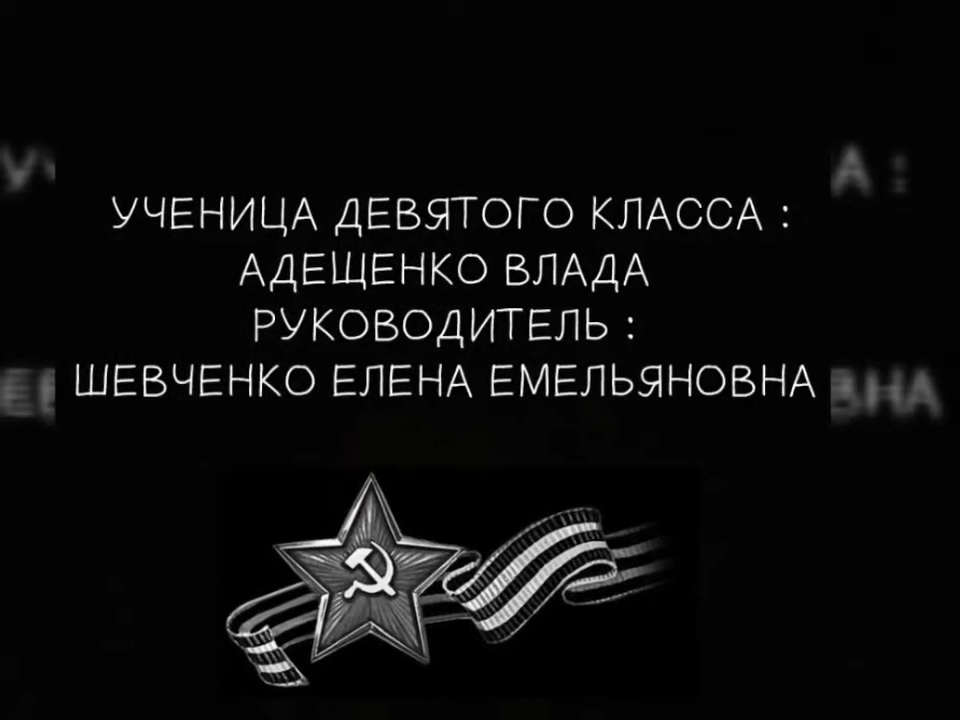 УЧЕНИЦА ДЕВЯТОГО КЛАССА :
АДЕЩЕНКО ВЛАДА
РУКОВОДИТЕЛЬ :
ШЕВЧЕНКО ЕЛЕНА ЕМЕЛЬЯНОВНА